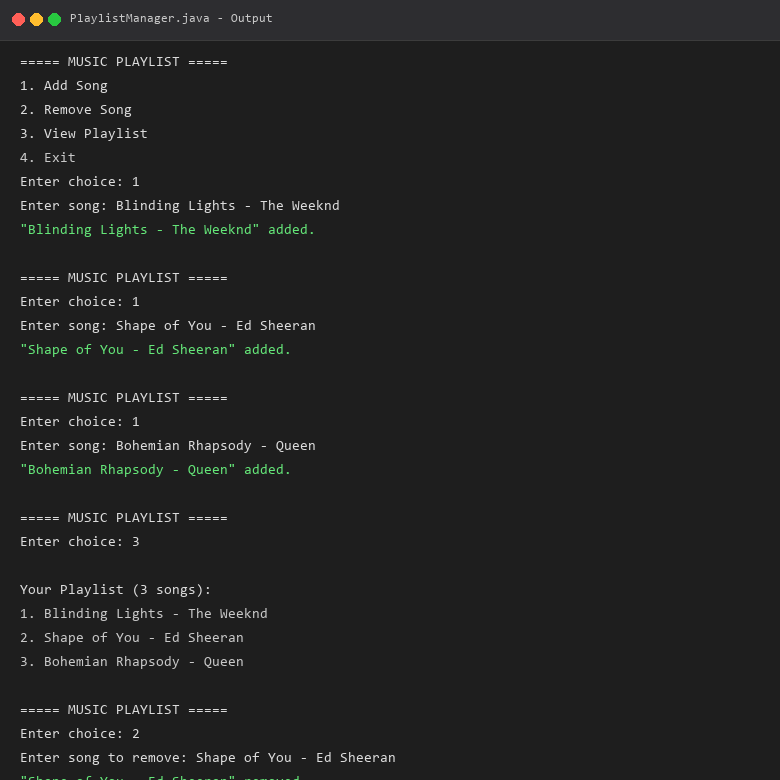 PlaylistManager.java - Output
===== MUSIC PLAYLIST =====
1. Add Song
2. Remove Song
3. View Playlist
4. Exit
Enter choice: 1
Enter song: Blinding Lights - The Weeknd
"Blinding Lights - The Weeknd" added.
===== MUSIC PLAYLIST =====
Enter choice: 1
Enter song: Shape of You - Ed Sheeran
"Shape of You - Ed Sheeran" added.
===== MUSIC PLAYLIST =====
Enter choice: 1
Enter song: Bohemian Rhapsody - Queen
"Bohemian Rhapsody - Queen" added.
===== MUSIC PLAYLIST =====
Enter choice: 3
Your Playlist (3 songs):
1. Blinding Lights - The Weeknd
2. Shape of You - Ed Sheeran
3. Bohemian Rhapsody - Queen
===== MUSIC PLAYLIST =====
Enter choice: 2
Enter song to remove: Shape of You - Ed Sheeran
"Shape of You - Ed Sheeran" removed